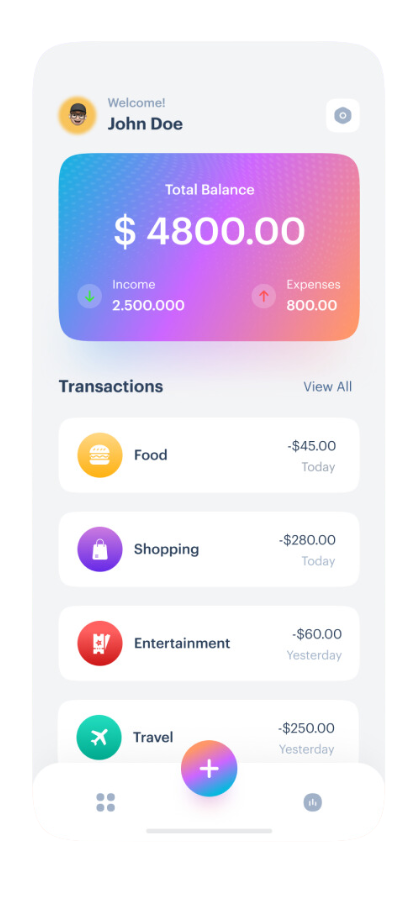 Welcome!
John Doe
Total Balance
$ 4800.00
Income
2.500.000
Expenses
800.00
Transactions
View All
Food
-$45.00
Today
Shopping
-$280.00
Today
Entertainment
-$60.00
Yesterday
Travel
-$250.00
Yesterday